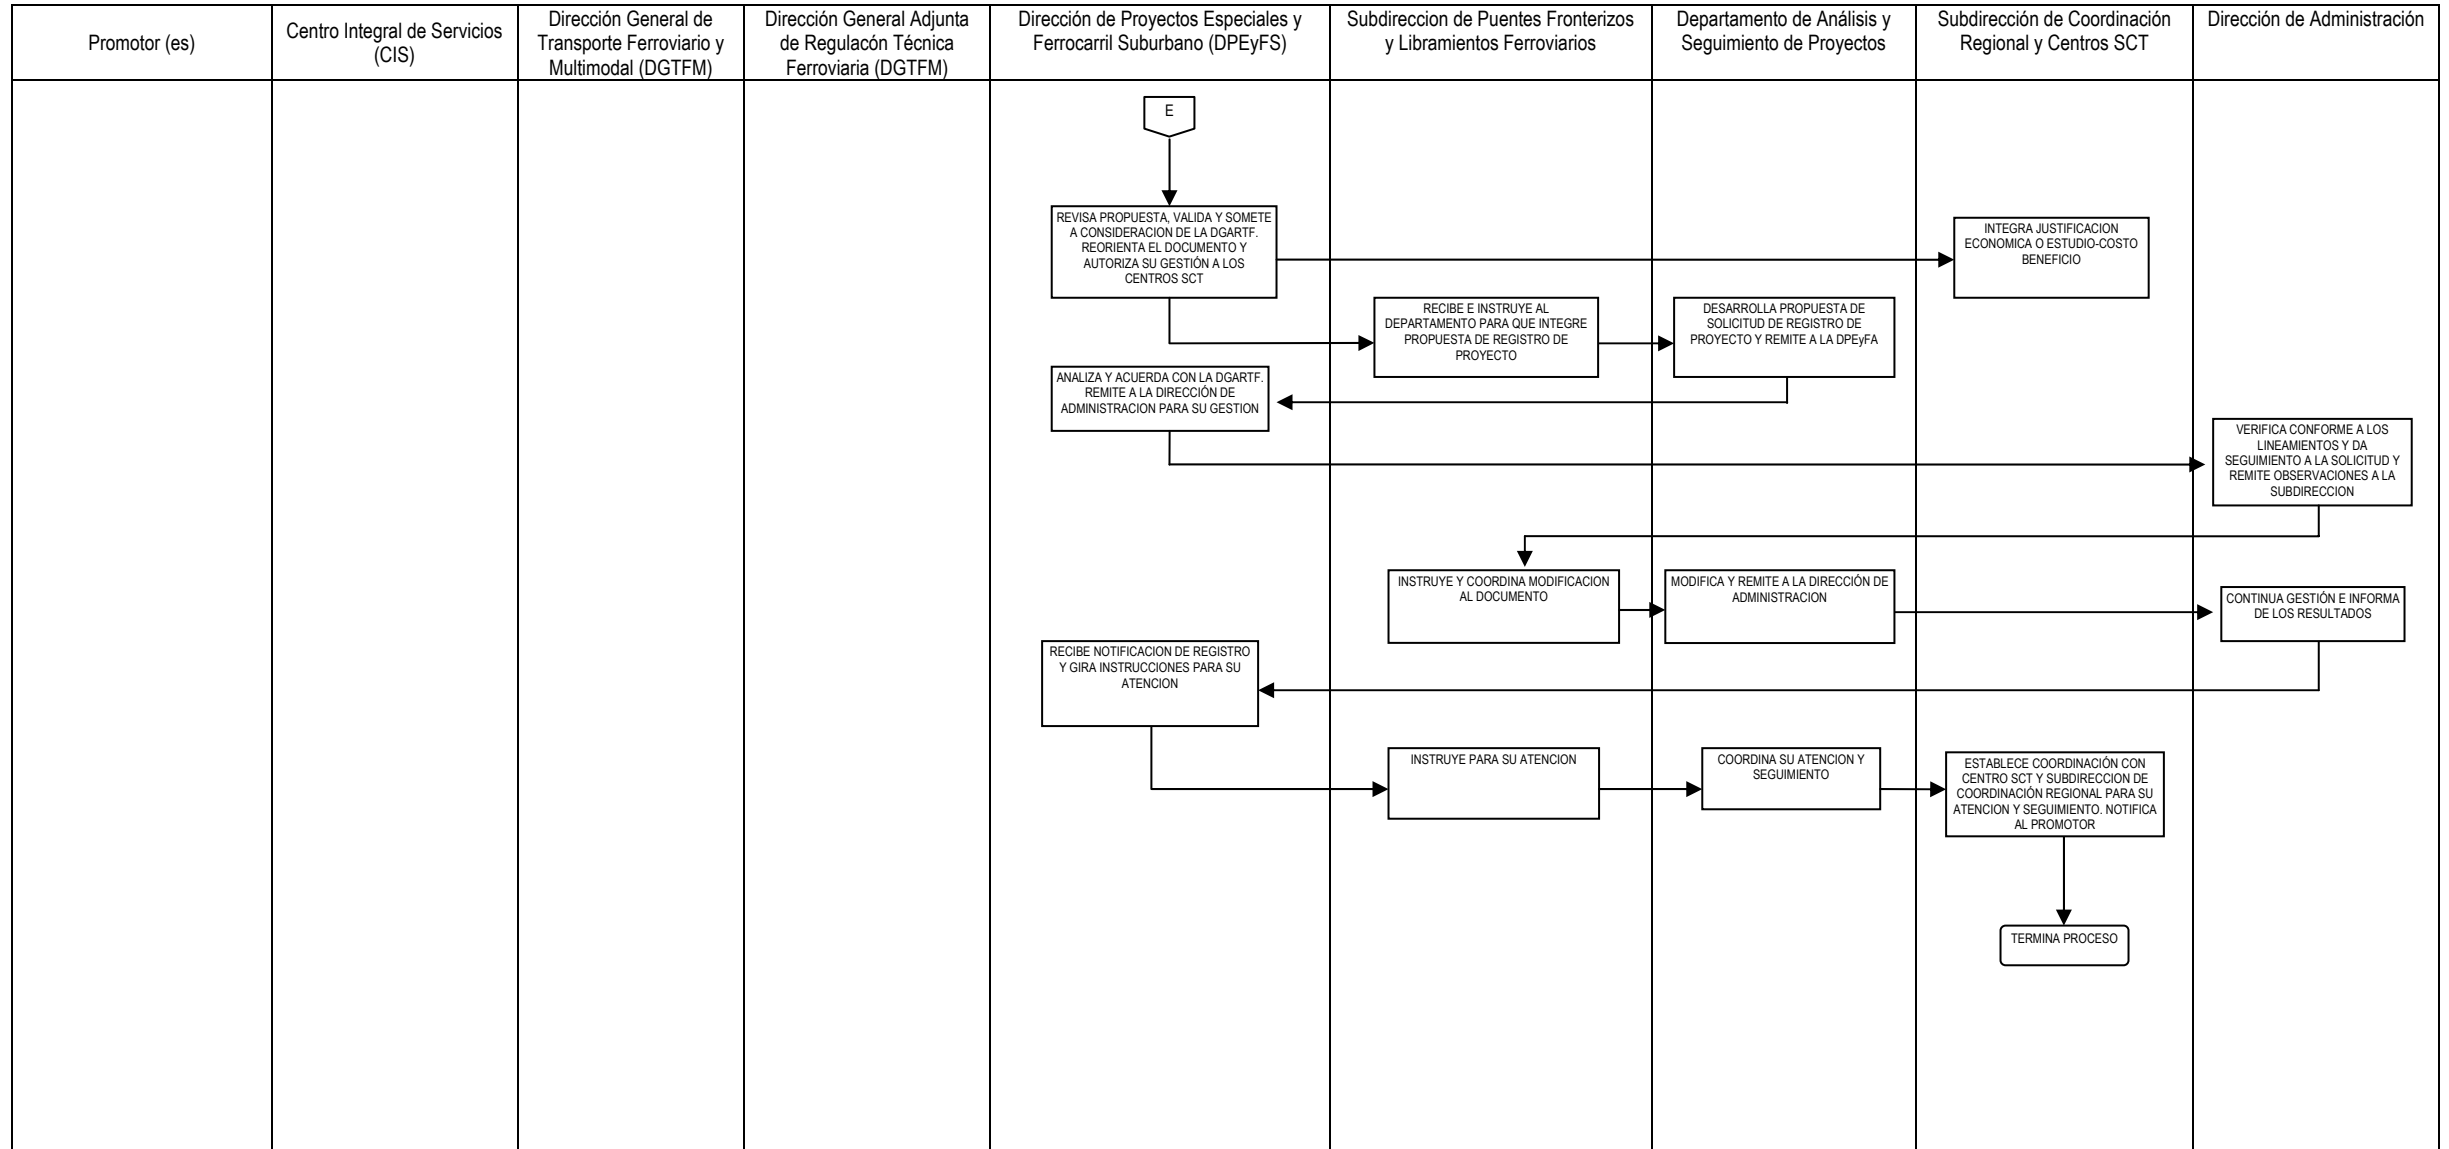 Promotor (es)
Centro Integral de Servicios
(CIS)
Dirección General de
Transporte Ferroviario y
Multimodal (DGTFM)
Dirección General Adjunta
de Regulacón Técnica
Ferroviaria (DGTFM)
Dirección de Proyectos Especiales y
Ferrocarril Suburbano (DPEyFS)
Subdireccion de Puentes Fronterizos
y Libramientos Ferroviarios
Departamento de Análisis y
Seguimiento de Proyectos
Subdirección de Coordinación
Regional y Centros SCT
Dirección de Administración
E
REVISA PROPUESTA, VALIDA Y SOMETE
A CONSIDERACION DE LA DGARTF.
REORIENTA EL DOCUMENTO Y
AUTORIZA SU GESTIÓN A LOS
CENTROS SCT
INTEGRA JUSTIFICACION
ECONOMICA O ESTUDIO-COSTO
BENEFICIO
RECIBE E INSTRUYE AL
DEPARTAMENTO PARA QUE INTEGRE
PROPUESTA DE REGISTRO DE
PROYECTO
DESARROLLA PROPUESTA DE
SOLICITUD DE REGISTRO DE
PROYECTO Y REMITE A LA DPEyFA
ANALIZA Y ACUERDA CON LA DGARTF.
REMITE A LA DIRECCIÓN DE
ADMINISTRACION PARA SU GESTION
VERIFICA CONFORME A LOS
LINEAMIENTOS Y DA
SEGUIMIENTO A LA SOLICITUD Y
REMITE OBSERVACIONES A LA
SUBDIRECCION
INSTRUYE Y COORDINA MODIFICACION
AL DOCUMENTO
MODIFICA Y REMITE A LA DIRECCIÓN DE
ADMINISTRACION
CONTINUA GESTIÓN E INFORMA
DE LOS RESULTADOS
RECIBE NOTIFICACION DE REGISTRO
Y GIRA INSTRUCCIONES PARA SU
ATENCION
INSTRUYE PARA SU ATENCION
COORDINA SU ATENCION Y
SEGUIMIENTO
ESTABLECE COORDINACIÓN CON
CENTRO SCT Y SUBDIRECCION DE
COORDINACIÓN REGIONAL PARA SU
ATENCION Y SEGUIMIENTO. NOTIFICA
AL PROMOTOR
TERMINA PROCESO